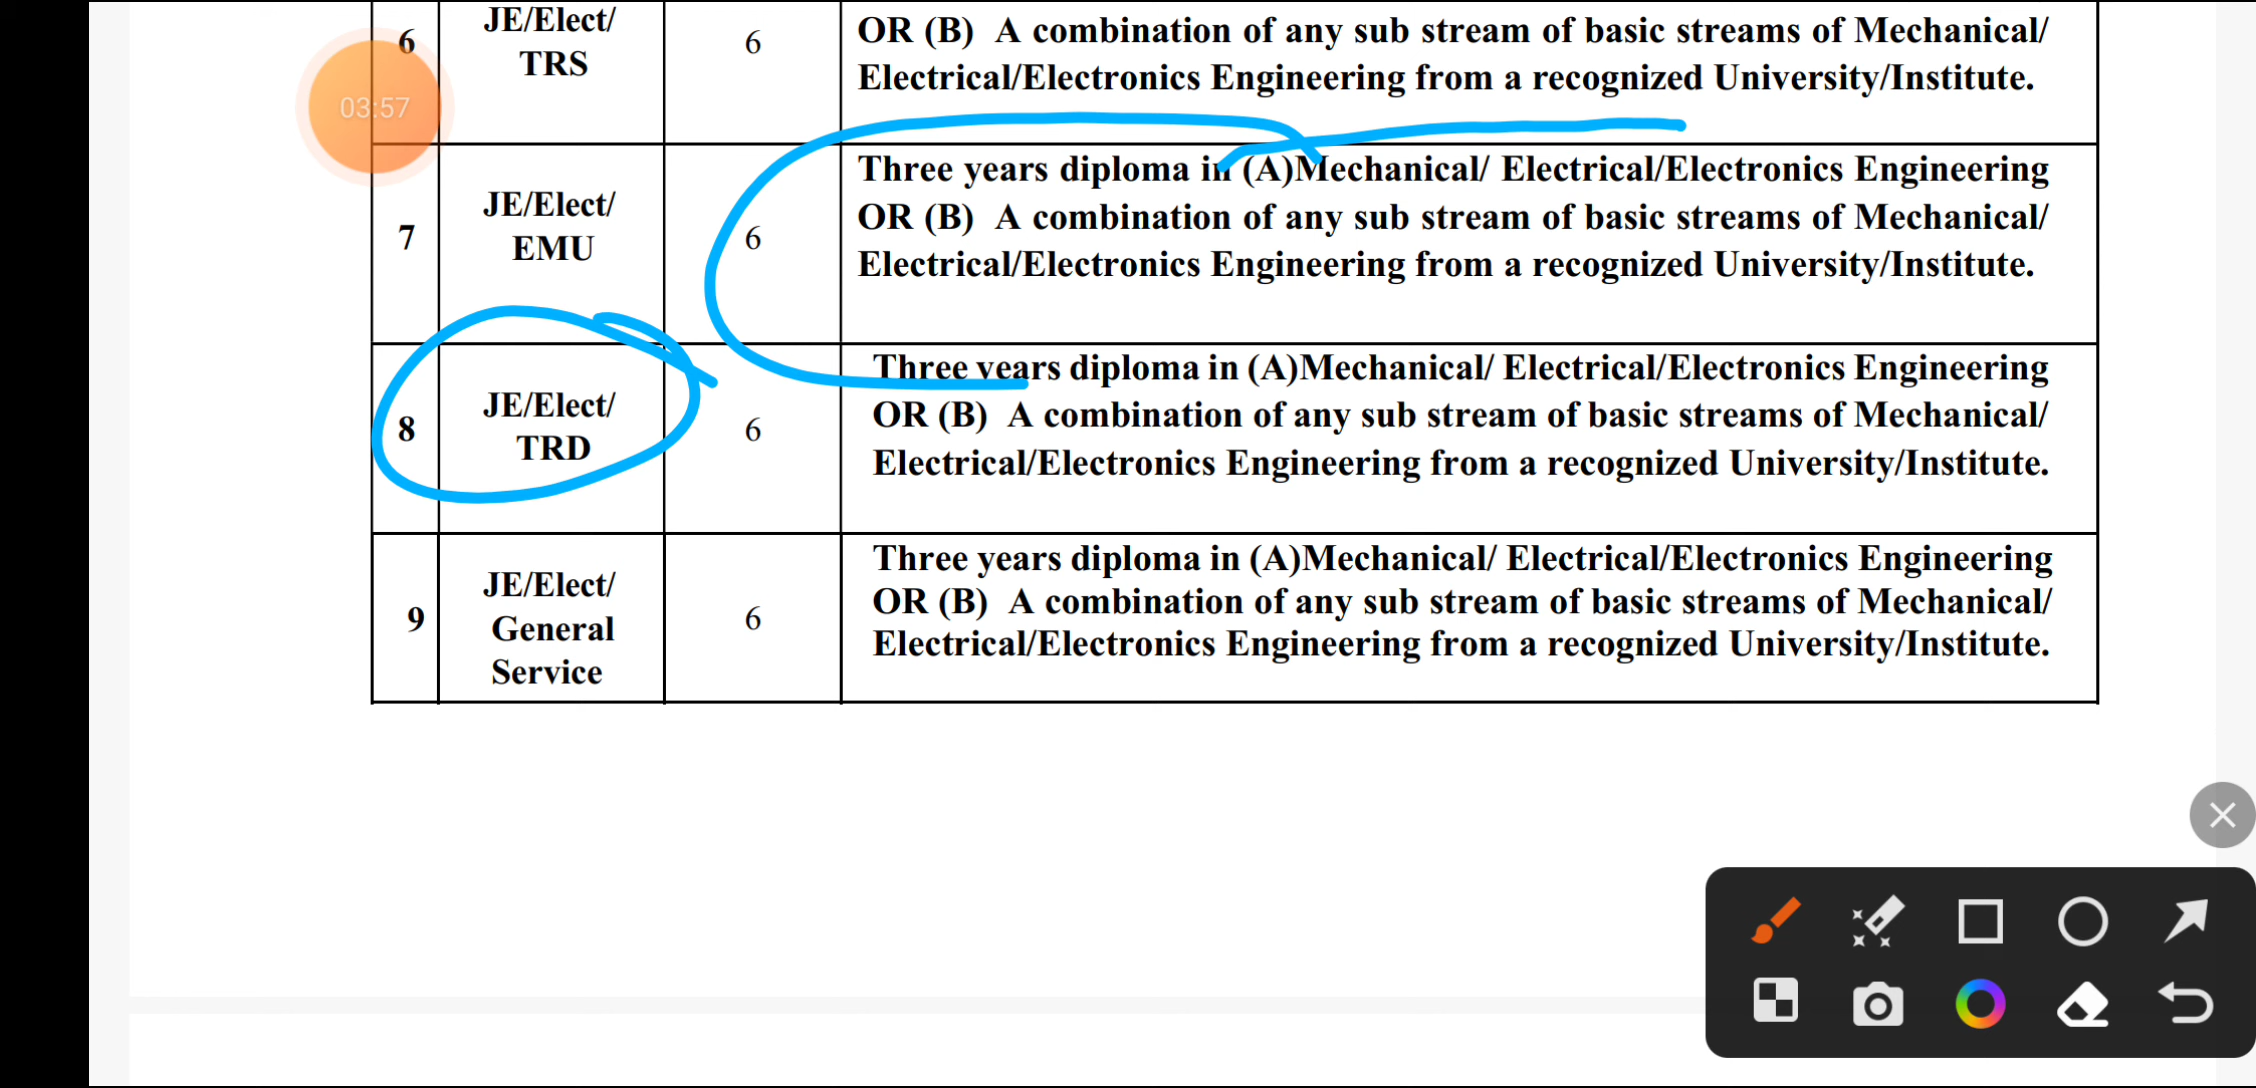 6
JE/Elect/
TRS
6
OR (B) A combination of any sub stream of basic streams of Mechanical/
Electrical/Electronics Engineering from a recognized University/Institute.
03:57
7
JE/Elect/
EMU
6
Three years diploma in (A)Mechanical/ Electrical/Electronics Engineering
OR (B) A combination of any sub stream of basic streams of Mechanical/
Electrical/Electronics Engineering from a recognized University/Institute.
8
JE/Elect/
TRD
6
Three years diploma in (A)Mechanical/ Electrical/Electronics Engineering
OR (B) A combination of any sub stream of basic streams of Mechanical/
Electrical/Electronics Engineering from a recognized University/Institute.
9
JE/Elect/
General
Service
6
Three years diploma in (A)Mechanical/ Electrical/Electronics Engineering
OR (B) A combination of any sub stream of basic streams of Mechanical/
Electrical/Electronics Engineering from a recognized University/Institute.